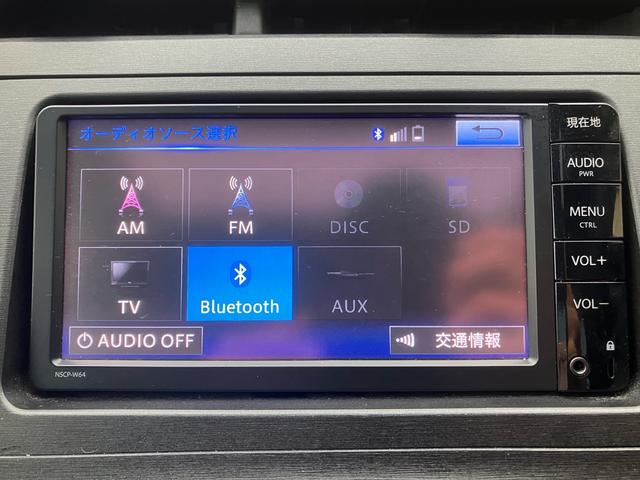 オーディオソース選択
AM
FM
DISC
SD
TV
Bluetooth
AUX
AUDIO OFF
交通情報
NSCP-W64
現在地
AUDIO
PWR
MENU
CTRL
VOL+
VOL−